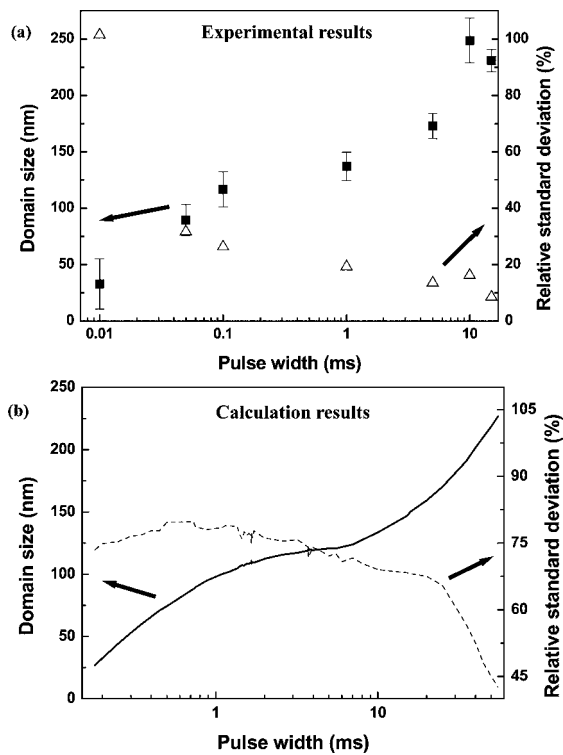 (a)
Experimental results
250
200
150
100
50
0
Domain size (nm)
100
80
60
40
20
0
Relative standard deviation (%)
0.01
0.1
1
10
Pulse width (ms)
(b)
Calculation results
250
200
150
100
50
0
Domain size (nm)
105
90
75
60
45
Relative standard deviation (%)
1
10
Pulse width (ms)